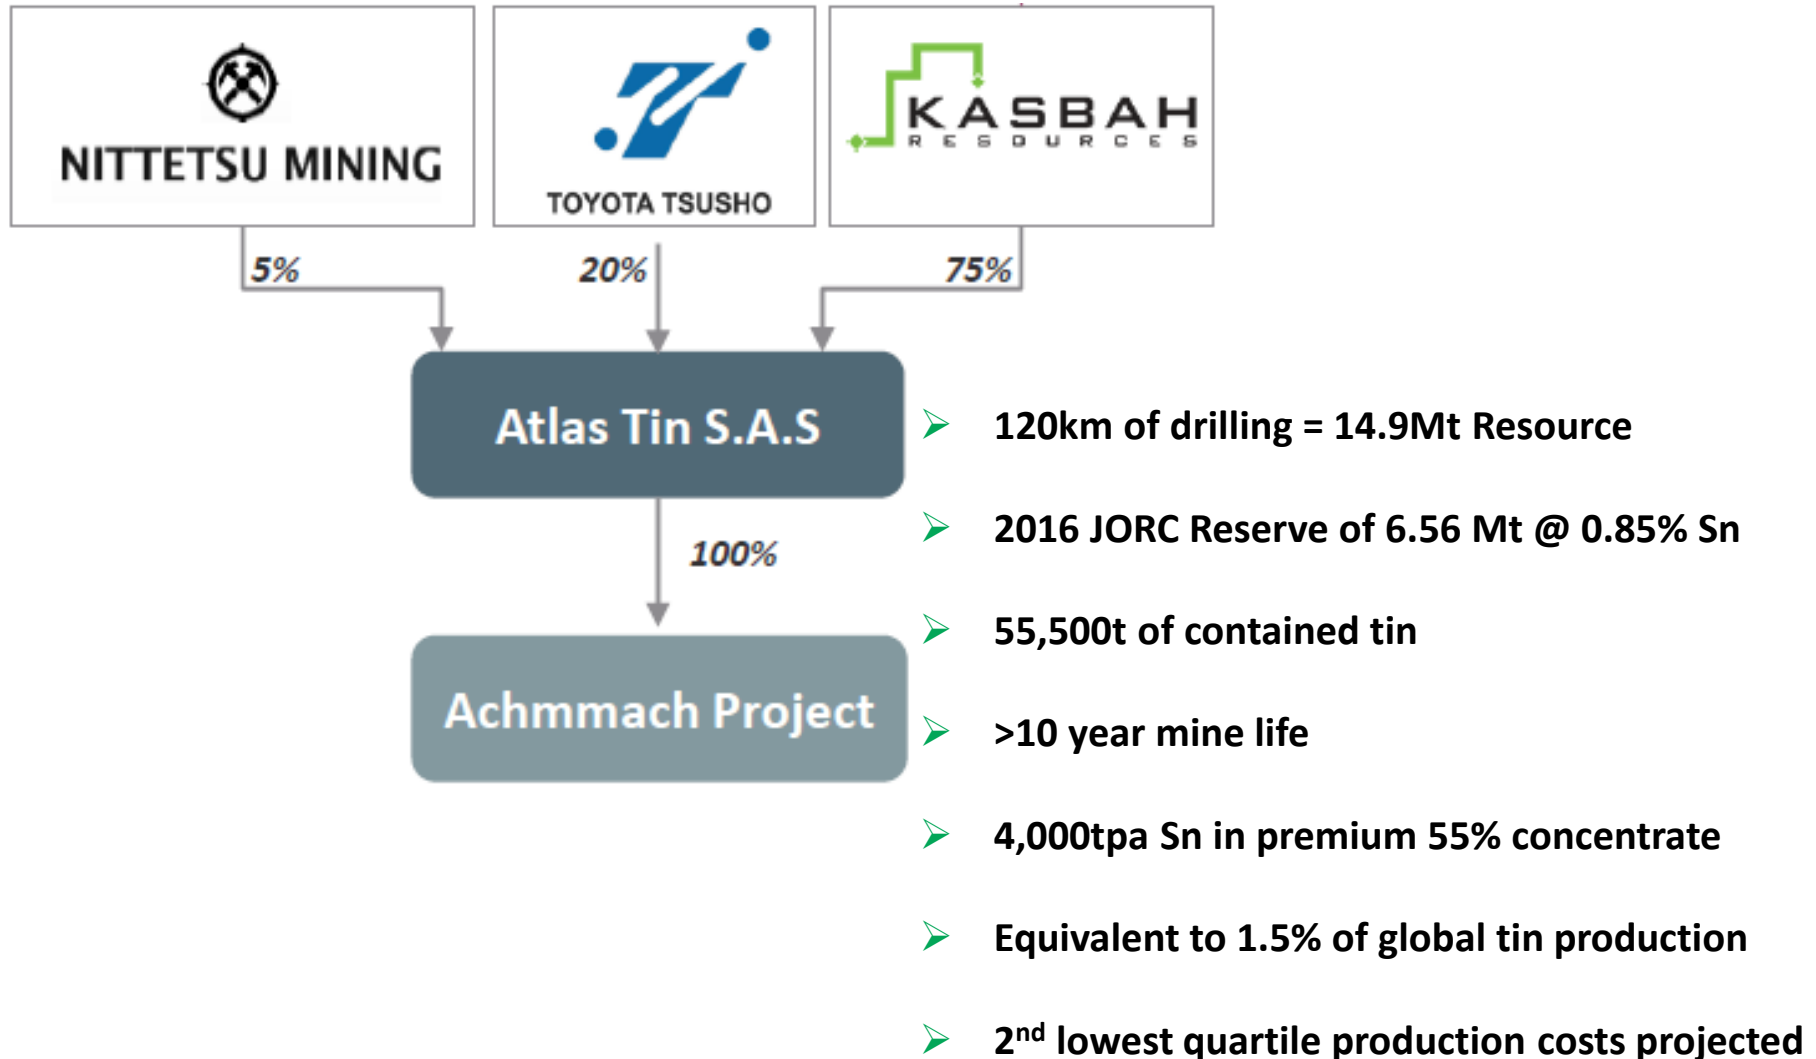 NITTETSU MINING
TOYOTA TSUSHO
KASBAH
RESOURCES
5%
20%
75%
Atlas Tin S.A.S
100%
Achmmach Project
➢ 120km of drilling = 14.9Mt Resource
➢ 2016 JORC Reserve of 6.56 Mt @ 0.85% Sn
➢ 55,500t of contained tin
➢ >10 year mine life
➢ 4,000tpa Sn in premium 55% concentrate
➢ Equivalent to 1.5% of global tin production
➢ 2nd lowest quartile production costs projected